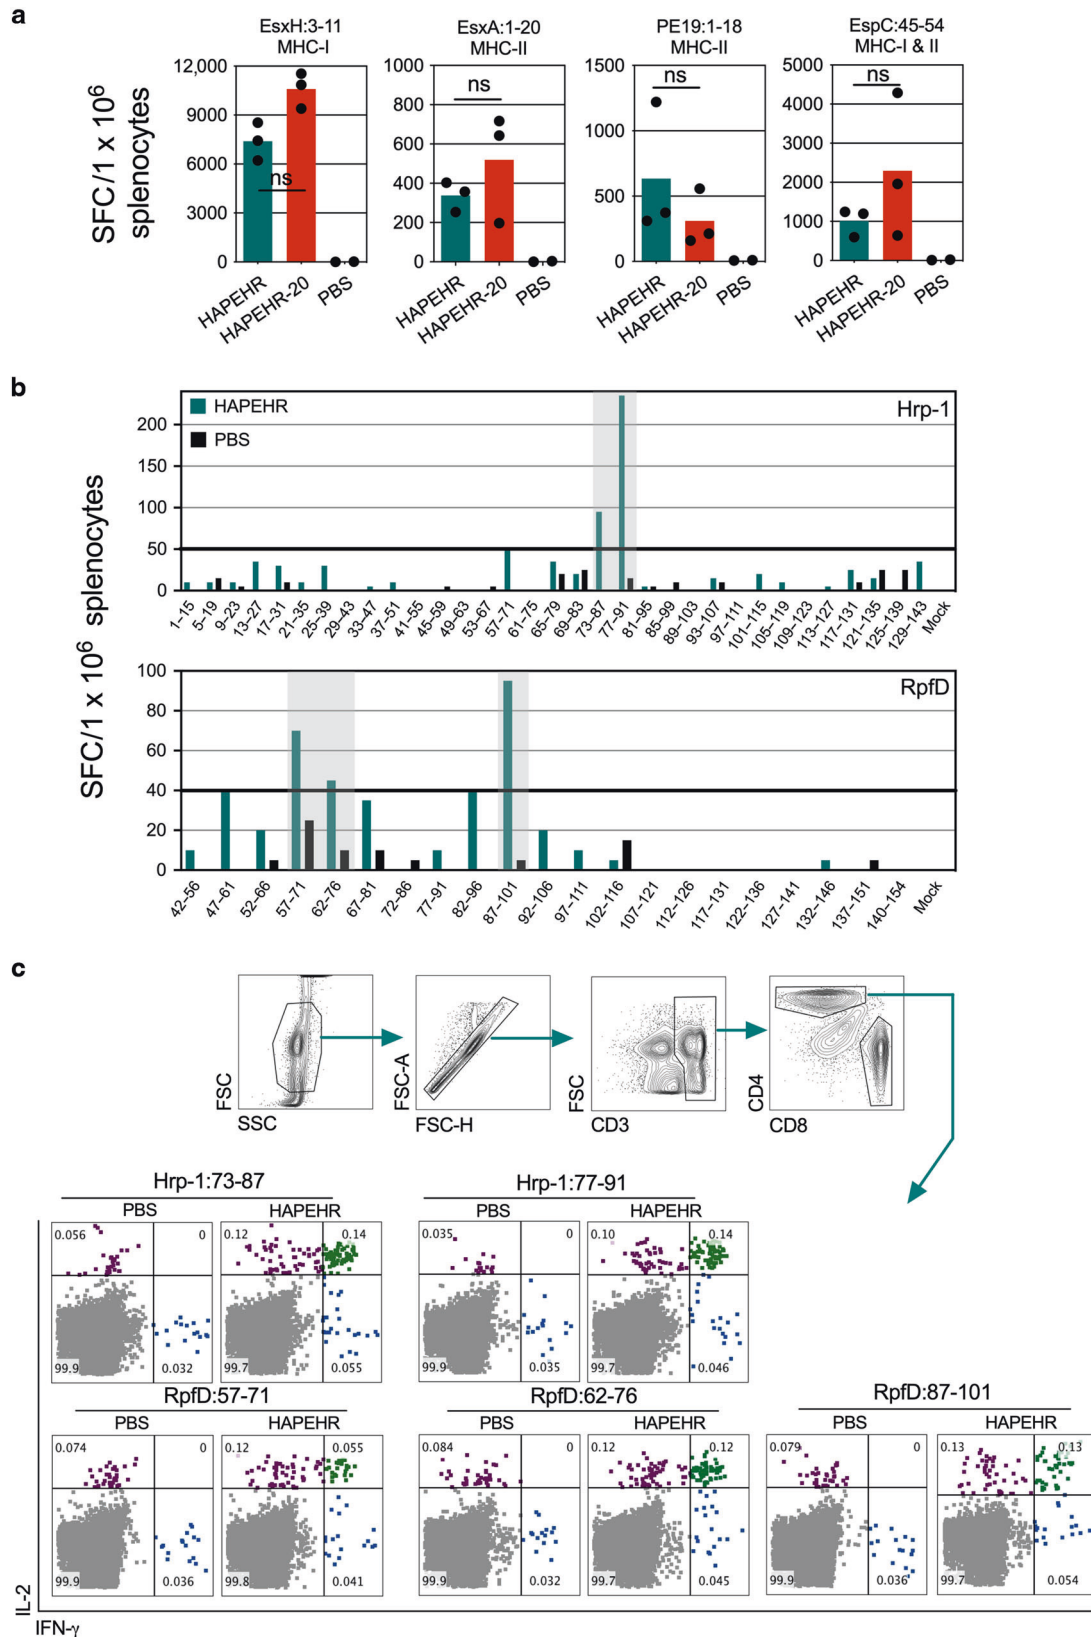 a
EsxH:3-11
MHC-I
EsxA:1-20
MHC-II
PE19:1-18
MHC-II
EspC:45-54
MHC-I & II
SFC/1 x 10⁶
splenocytes
12,000
9000
6000
3000
0
ns
HAPEHR
HAPEHR-20
PBS
1000
800
600
400
200
0
ns
HAPEHR
HAPEHR-20
PBS
1500
1000
500
0
ns
HAPEHR
HAPEHR-20
PBS
5000
4000
3000
2000
1000
0
ns
HAPEHR
HAPEHR-20
PBS
b
SFC/1 x 10⁶ splenocytes
HAPEHR
PBS
Hrp-1
200
150
100
50
0
1–15
5–19
9–23
13–27
17–31
21–35
25–39
29–43
33–47
37–51
41–55
45–59
49–63
53–67
57–71
61–75
65–79
69–83
73–87
77–91
81–95
85–99
89–103
93–107
97–111
101–115
105–119
109–123
113–127
117–131
121–135
125–139
129–143
Mock
RpfD
100
80
60
40
20
0
42–56
47–61
52–66
57–71
62–76
67–81
72–86
77–91
82–96
87–101
92–106
97–111
102–116
107–121
112–126
117–131
122–136
127–141
132–146
137–151
140–154
Mock
c
FSC
SSC
FSC-A
FSC-H
FSC
CD3
CD4
CD8
Hrp-1:73-87
PBS HAPEHR
0.056 0
99.9 0.032
0.12 0.14
99.7 0.055
Hrp-1:77-91
PBS HAPEHR
0.035 0
99.9 0.035
0.10 0.14
99.7 0.046
RpfD:57-71
PBS HAPEHR
0.074 0
99.9 0.036
0.12 0.055
99.8 0.041
RpfD:62-76
PBS HAPEHR
0.084 0
99.9 0.032
0.12 0.12
99.7 0.045
RpfD:87-101
PBS HAPEHR
0.079 0
99.9 0.036
0.13 0.13
99.7 0.054
IL-2
IFN-γ